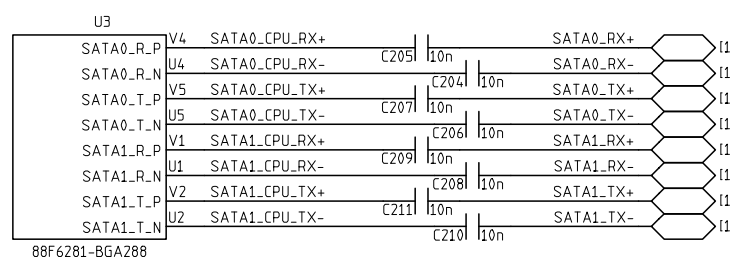 U3
V4 SATA0_CPU_RX+ SATA0_RX+
SATA0_R_P C205 10n [1
U4 SATA0_CPU_RX- SATA0_RX-
SATA0_R_N C204 10n [1
V5 SATA0_CPU_TX+ SATA0_TX+
SATA0_T_P C207 10n [1
U5 SATA0_CPU_TX- SATA0_TX-
SATA0_T_N C206 10n [1
V1 SATA1_CPU_RX+ SATA1_RX+
SATA1_R_P C209 10n [1
U1 SATA1_CPU_RX- SATA1_RX-
SATA1_R_N C208 10n [1
V2 SATA1_CPU_TX+ SATA1_TX+
SATA1_T_P C211 10n [1
U2 SATA1_CPU_TX- SATA1_TX-
SATA1_T_N C210 10n [1
88F6281-BGA288